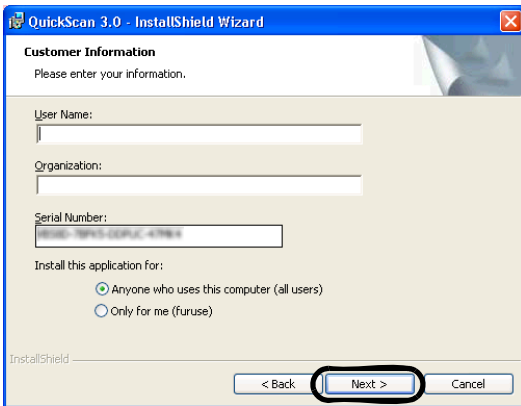 QuickScan 3.0 - InstallShield Wizard
Customer Information
Please enter your information.
User Name:
Organization:
Serial Number:
Install this application for:
Anyone who uses this computer (all users)
Only for me (furuse)
InstallShield
< Back Next > Cancel